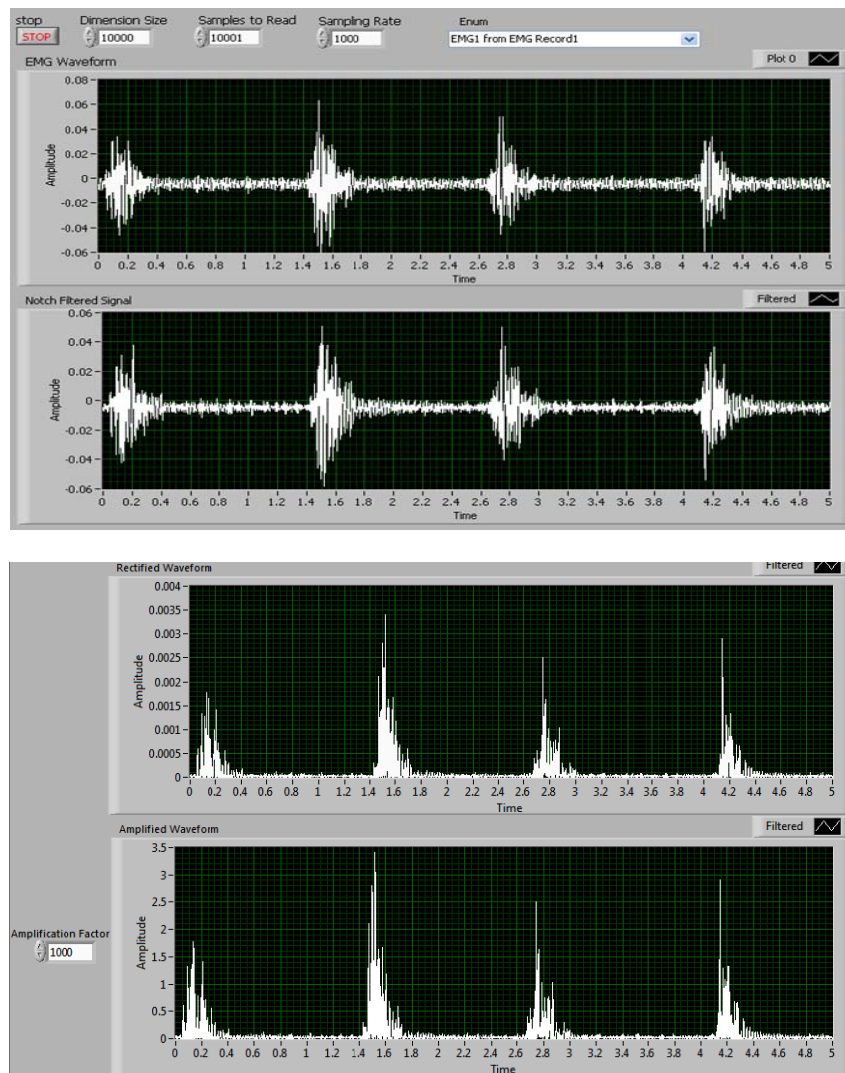 stop Dimension Size Samples to Read Sampling Rate Enum
STOP 10000 10001 1000 EMG1 from EMG Record1
EMG Waveform Plot 0
0.08
0.06
0.04
0.02
0
-0.02
-0.04
-0.06
Amplitude
0 0.2 0.4 0.6 0.8 1 1.2 1.4 1.6 1.8 2 2.2 2.4 2.6 2.8 3 3.2 3.4 3.6 3.8 4 4.2 4.4 4.6 4.8 5
Time
Notch Filtered Signal Filtered
0.06
0.04
0.02
0
-0.02
-0.04
-0.06
Amplitude
0 0.2 0.4 0.6 0.8 1 1.2 1.4 1.6 1.8 2 2.2 2.4 2.6 2.8 3 3.2 3.4 3.6 3.8 4 4.2 4.4 4.6 4.8 5
Time
Rectified Waveform Filtered
0.004
0.0035
0.003
0.0025
0.002
0.0015
0.001
0.0005
0
Amplitude
0 0.2 0.4 0.6 0.8 1 1.2 1.4 1.6 1.8 2 2.2 2.4 2.6 2.8 3 3.2 3.4 3.6 3.8 4 4.2 4.4 4.6 4.8 5
Time
Amplified Waveform Filtered
3.5
3
2.5
2
1.5
1
0.5
0
Amplitude
Amplification Factor
1000
0 0.2 0.4 0.6 0.8 1 1.2 1.4 1.6 1.8 2 2.2 2.4 2.6 2.8 3 3.2 3.4 3.6 3.8 4 4.2 4.4 4.6 4.8 5
Time